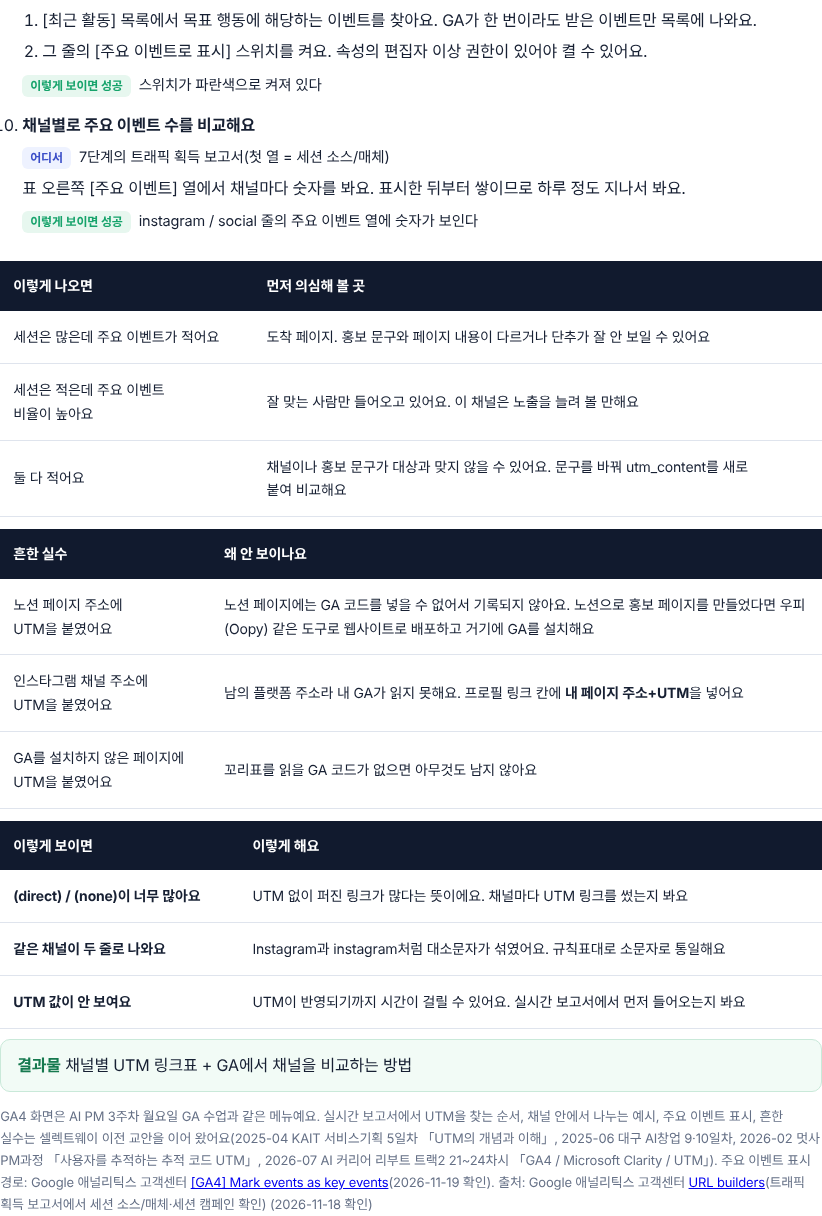 1. [최근 활동] 목록에서 목표 행동에 해당하는 이벤트를 찾아요. GA가 한 번이라도 받은 이벤트만 목록에 나와요.
2. 그 줄의 [주요 이벤트로 표시] 스위치를 켜요. 속성의 편집자 이상 권한이 있어야 켤 수 있어요.
이렇게 보이면 성공 스위치가 파란색으로 켜져 있다
10. 채널별로 주요 이벤트 수를 비교해요
어디서 7단계의 트래픽 획득 보고서(첫 열 = 세션 소스/매체)
표 오른쪽 [주요 이벤트] 열에서 채널마다 숫자를 봐요. 표시한 뒤부터 쌓이므로 하루 정도 지나서 봐요.
이렇게 보이면 성공 instagram / social 줄의 주요 이벤트 열에 숫자가 보인다
이렇게 나오면 먼저 의심해 볼 곳
세션은 많은데 주요 이벤트가 적어요 도착 페이지. 홍보 문구와 페이지 내용이 다르거나 단추가 잘 안 보일 수 있어요
세션은 적은데 주요 이벤트
비율이 높아요
잘 맞는 사람만 들어오고 있어요. 이 채널은 노출을 늘려 볼 만해요
둘 다 적어요
채널이나 홍보 문구가 대상과 맞지 않을 수 있어요. 문구를 바꿔 utm_content를 새로
붙여 비교해요
흔한 실수 왜 안 보이나요
노션 페이지 주소에
UTM을 붙였어요
노션 페이지에는 GA 코드를 넣을 수 없어서 기록되지 않아요. 노션으로 홍보 페이지를 만들었다면 우피
(Oopy) 같은 도구로 웹사이트로 배포하고 거기에 GA를 설치해요
인스타그램 채널 주소에
UTM을 붙였어요
남의 플랫폼 주소라 내 GA가 읽지 못해요. 프로필 링크 칸에 내 페이지 주소+UTM을 넣어요
GA를 설치하지 않은 페이지에
UTM을 붙였어요
꼬리표를 읽을 GA 코드가 없으면 아무것도 남지 않아요
이렇게 보이면 이렇게 해요
(direct) / (none)이 너무 많아요 UTM 없이 퍼진 링크가 많다는 뜻이에요. 채널마다 UTM 링크를 썼는지 봐요
같은 채널이 두 줄로 나와요 Instagram과 instagram처럼 대소문자가 섞였어요. 규칙표대로 소문자로 통일해요
UTM 값이 안 보여요 UTM이 반영되기까지 시간이 걸릴 수 있어요. 실시간 보고서에서 먼저 들어오는지 봐요
결과물 채널별 UTM 링크표 + GA에서 채널을 비교하는 방법
GA4 화면은 AI PM 3주차 월요일 GA 수업과 같은 메뉴예요. 실시간 보고서에서 UTM을 찾는 순서, 채널 안에서 나누는 예시, 주요 이벤트 표시, 흔한
실수는 셀렉트웨이 이전 교안을 이어 왔어요(2025-04 KAIT 서비스기획 5일차 「UTM의 개념과 이해」, 2025-06 대구 AI창업 9·10일차, 2026-02 멋사
PM과정 「사용자를 추적하는 추적 코드 UTM」, 2026-07 AI 커리어 리부트 트랙2 21~24차시 「GA4 / Microsoft Clarity / UTM」). 주요 이벤트 표시
경로: Google 애널리틱스 고객센터 [GA4] Mark events as key events(2026-11-19 확인). 출처: Google 애널리틱스 고객센터 URL builders(트래픽
획득 보고서에서 세션 소스/매체·세션 캠페인 확인) (2026-11-18 확인)